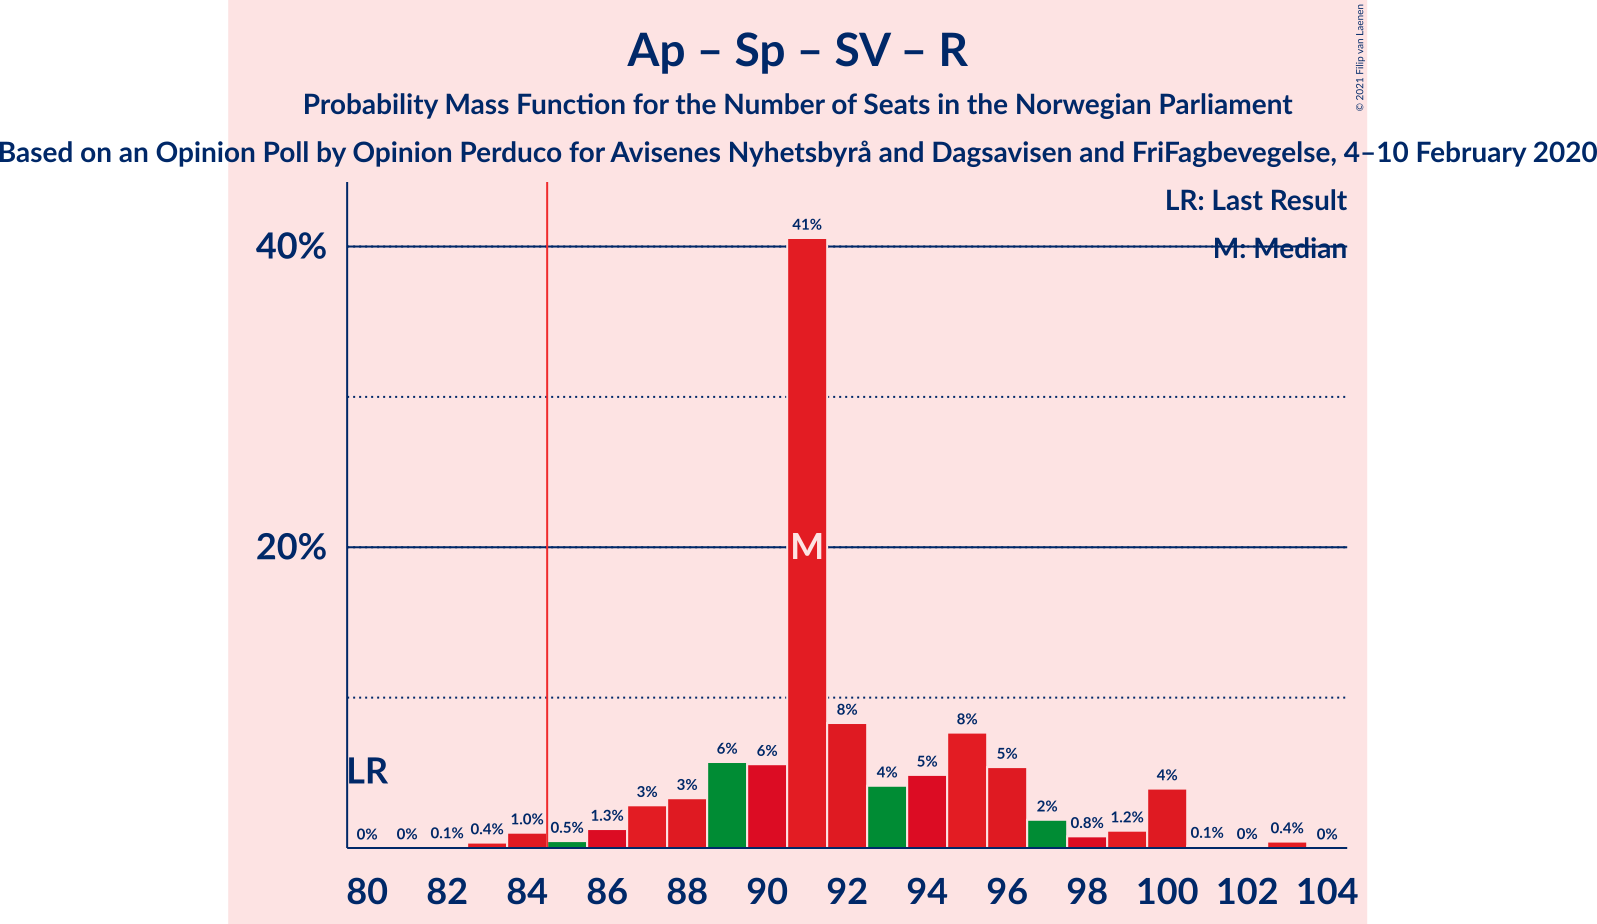 Ap – Sp – SV – R
Probability Mass Function for the Number of Seats in the Norwegian Parliament
Based on an Opinion Poll by Opinion Perduco for Avisenes Nyhetsbyrå and Dagsavisen and FriFagbevegelse, 4–10 February 2020
© 2021 Filip van Laenen
LR: Last Result
M: Median
40%
20%
LR
M
0% 0% 0.1% 0.4% 1.0% 0.5% 1.3% 3% 3% 6% 6% 41% 8% 4% 5% 8% 5% 2% 0.8% 1.2% 4% 0.1% 0% 0.4% 0%
80 82 84 86 88 90 92 94 96 98 100 102 104